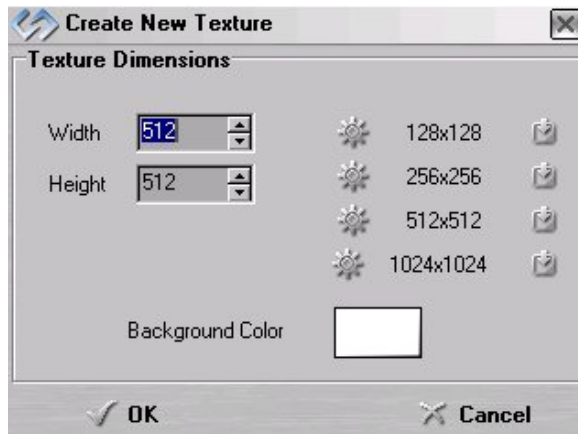 Create New Texture
Texture Dimensions
Width 512
Height 512
128x128
256x256
512x512
1024x1024
Background Color
OK
Cancel